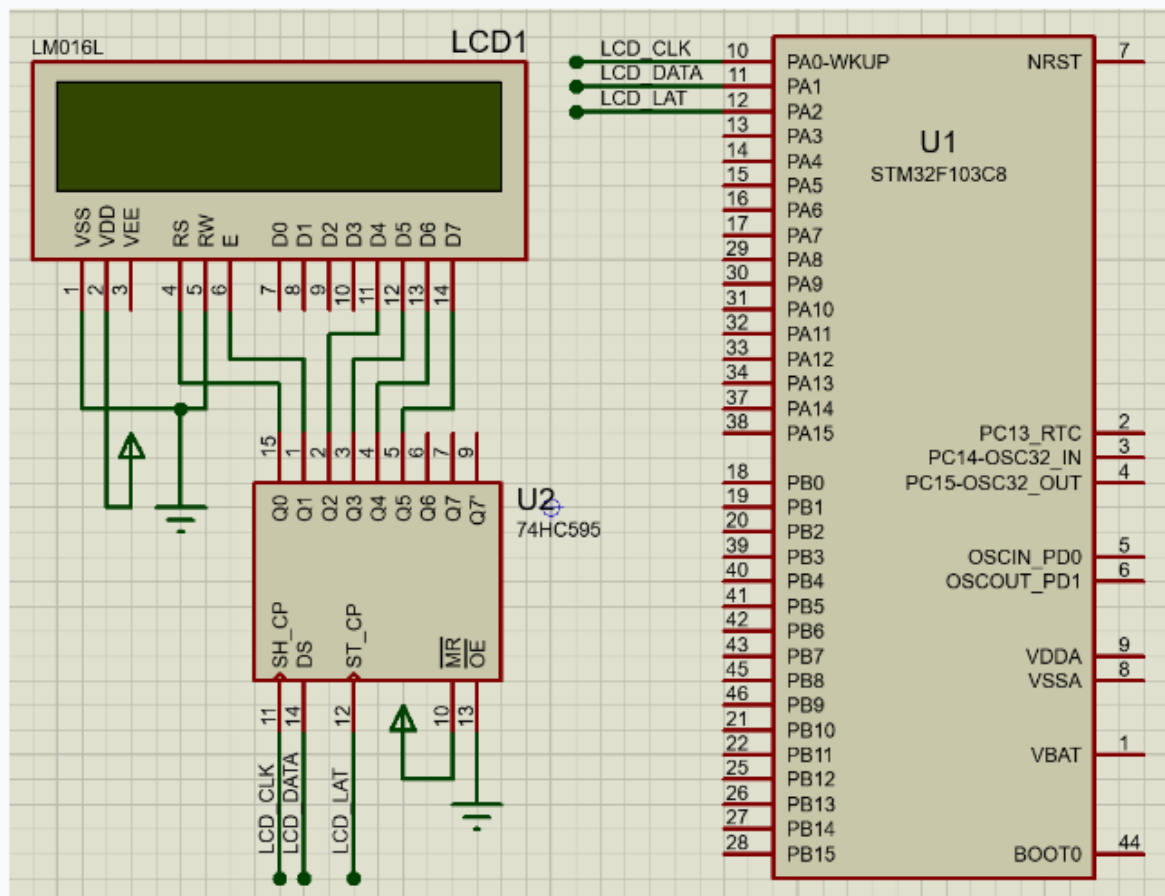 LM016L
LCD1
VSS
VDD
VEE
RS
RW
E
D0
D1
D2
D3
D4
D5
D6
D7
1
2
3
4
5
6
7
8
9
10
11
12
13
14
15
1
2
3
4
5
6
7
9
Q0
Q1
Q2
Q3
Q4
Q5
Q6
Q7
Q7'
U2
74HC595
SH_CP
DS
ST_CP
MR
OE
11
14
12
10
13
LCD_CLK
LCD_DATA
LCD_LAT
LCD_CLK
LCD_DATA
LCD_LAT
U1
STM32F103C8
10 PA0-WKUP
11 PA1
12 PA2
13 PA3
14 PA4
15 PA5
16 PA6
17 PA7
29 PA8
30 PA9
31 PA10
32 PA11
33 PA12
34 PA13
37 PA14
38 PA15
18 PB0
19 PB1
20 PB2
39 PB3
40 PB4
41 PB5
42 PB6
43 PB7
45 PB8
46 PB9
21 PB10
22 PB11
25 PB12
26 PB13
27 PB14
28 PB15
NRST 7
PC13_RTC 2
PC14-OSC32_IN 3
PC15-OSC32_OUT 4
OSCIN_PD0 5
OSCOUT_PD1 6
VDDA 9
VSSA 8
VBAT 1
BOOT0 44